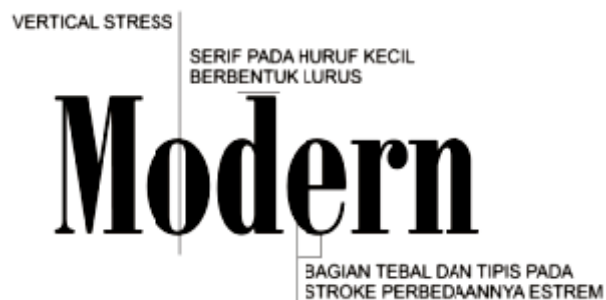 VERTICAL STRESS
SERIF PADA HURUF KECIL
BERBENTUK LURUS
Modern
BAGIAN TEBAL DAN TIPIS PADA
STROKE PERBEDAANNYA ESTREM